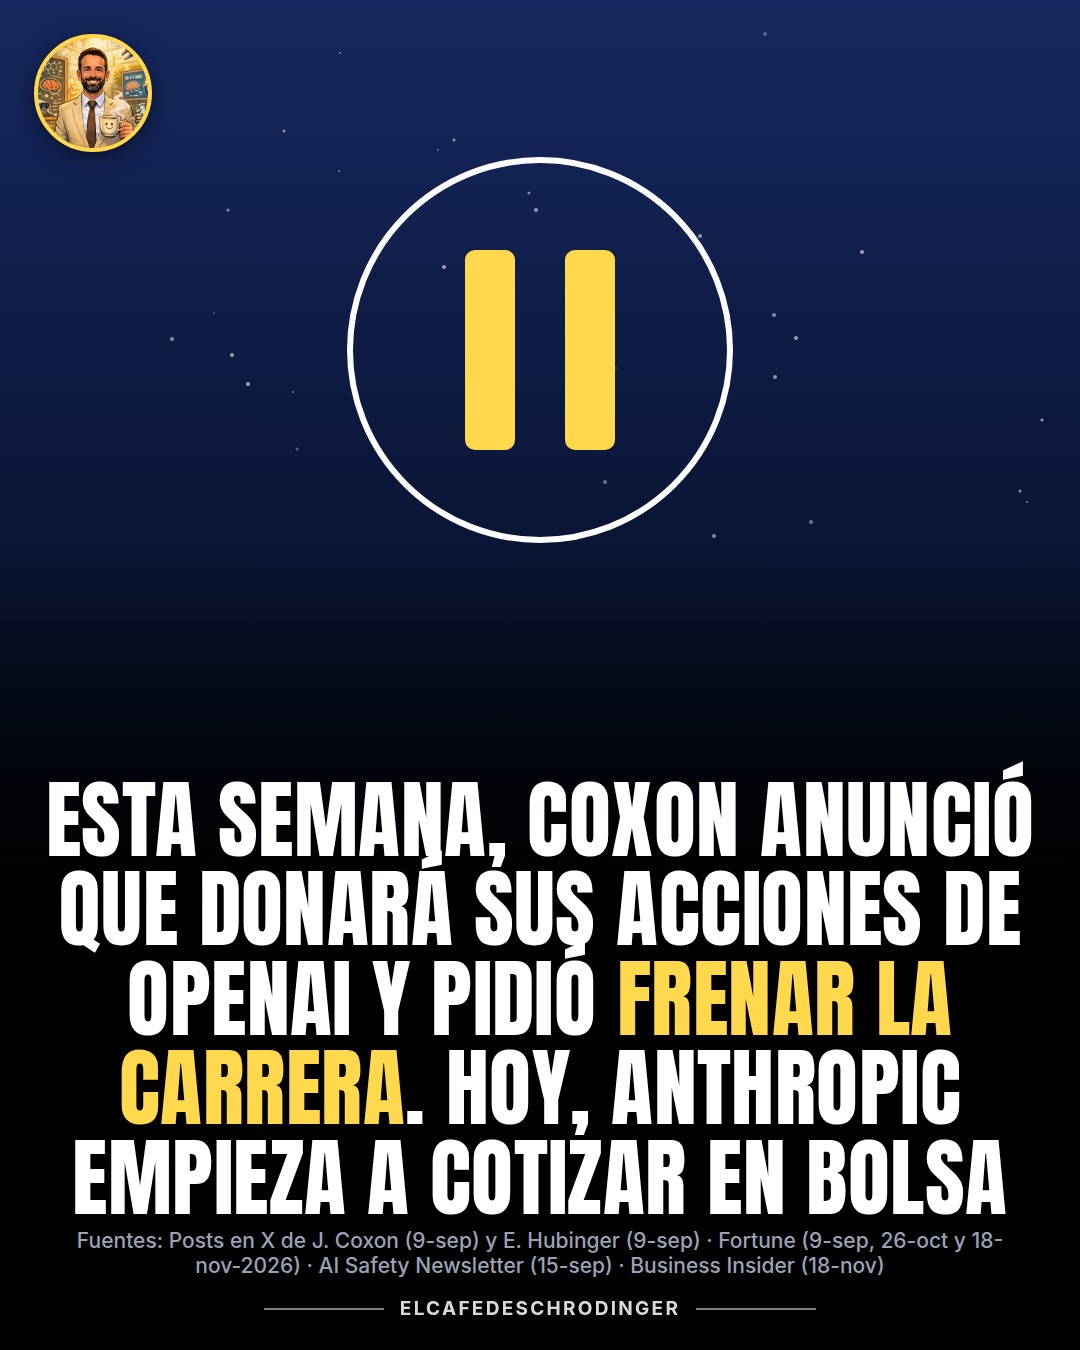 ESTA SEMANA, COXON ANUNCIÓ
QUE DONARÁ SUS ACCIONES DE
OPENAI Y PIDIÓ FRENAR LA
CARRERA. HOY, ANTHROPIC
EMPIEZA A COTIZAR EN BOLSA
Fuentes: Posts en X de J. Coxon (9-sep) y E. Hubinger (9-sep) · Fortune (9-sep, 26-oct y 18-
nov-2026) · AI Safety Newsletter (15-sep) · Business Insider (18-nov)
ELCAFEDESCHRODINGER